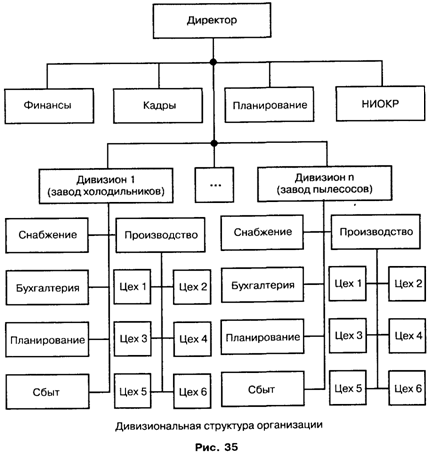 Директор
Финансы
Кадры
Планирование
НИОКР
Дивизион 1
(завод холодильников)
...
Дивизион n
(завод пылесосов)
Снабжение
Производство
Снабжение
Производство
Бухгалтерия
Цех 1
Цех 2
Бухгалтерия
Цех 1
Цех 2
Планирование
Цех 3
Цех 4
Планирование
Цех 3
Цех 4
Сбыт
Цех 5
Цех 6
Сбыт
Цех 5
Цех 6
Дивизиональная структура организации
Рис. 35